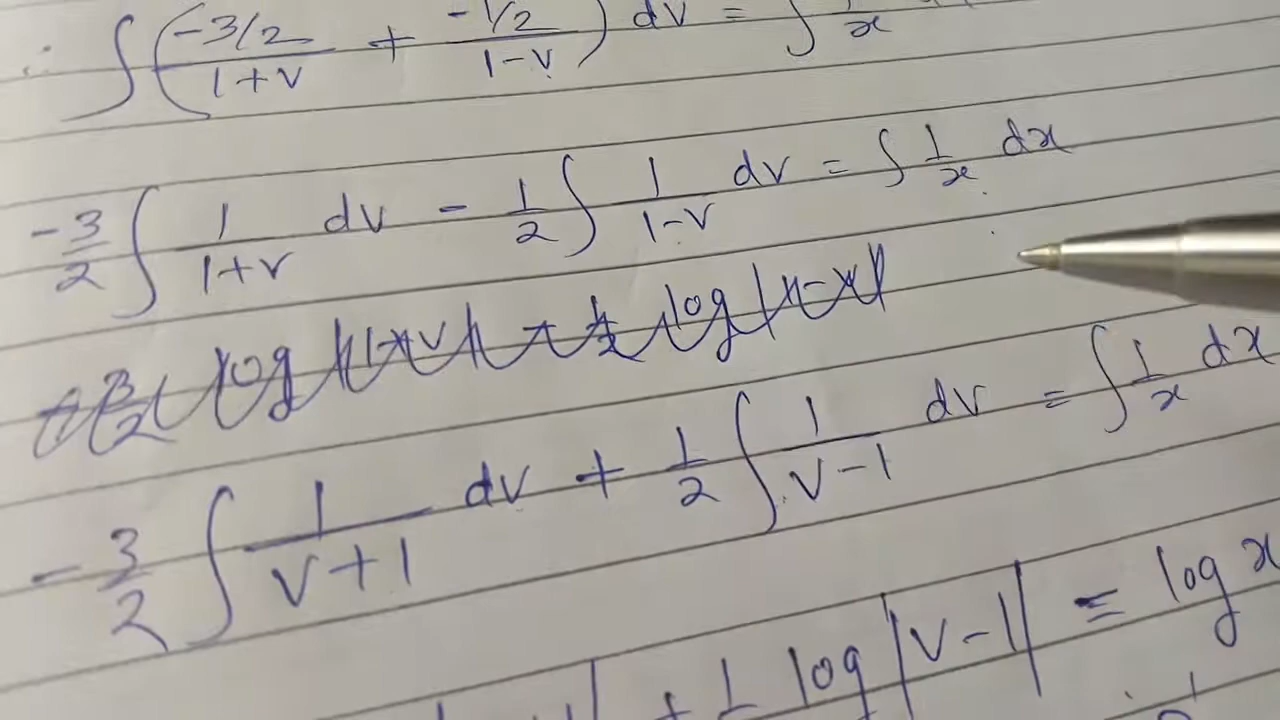 ∴ ∫(-3/2 / 1+v + -1/2 / 1-v) dv = ∫ 1/x
-3/2 ∫ 1/1+v dv - 1/2 ∫ 1/1-v dv = ∫ 1/x dx
-3/2 ∫ 1/v+1 dv + 1/2 ∫ 1/v-1 dv = ∫ 1/x dx
+ 1 log |v-1| = log x